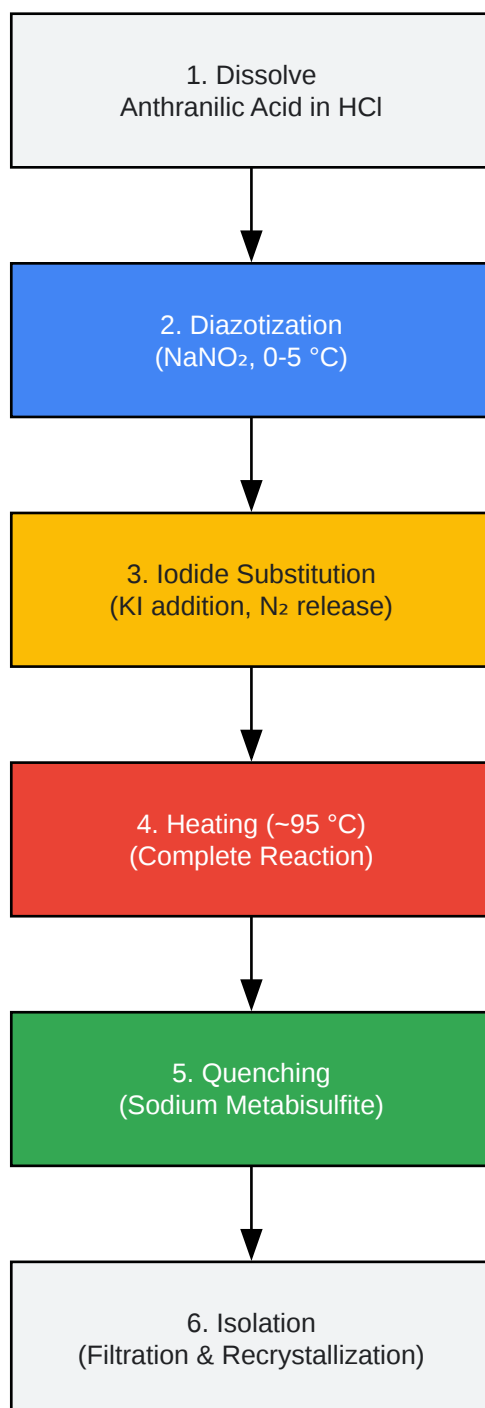 1. Dissolve
Anthranilic Acid in HCl
2. Diazotization
(NaNO₂, 0-5 °C)
3. Iodide Substitution
(KI addition, N₂ release)
4. Heating (~95 °C)
(Complete Reaction)
5. Quenching
(Sodium Metabisulfite)
6. Isolation
(Filtration & Recrystallization)